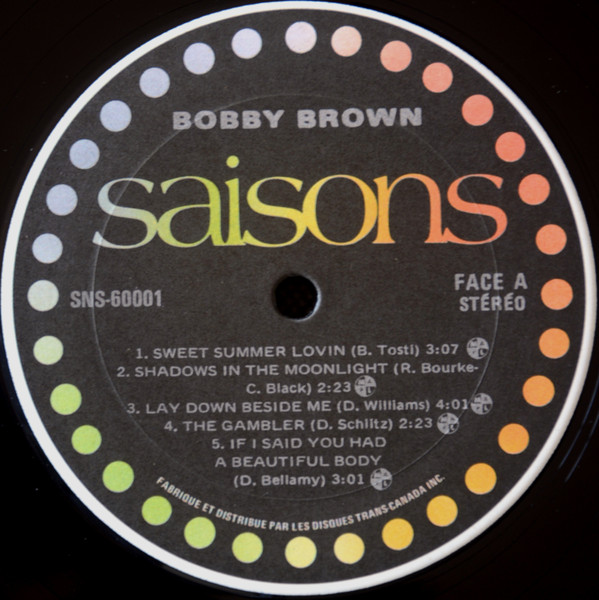 BOBBY BROWN
saisons
SNS-60001
FACE A
STÉRÉO
1. SWEET SUMMER LOVIN (B. Tosti) 3:07
2. SHADOWS IN THE MOONLIGHT (R. Bourke-
C. Black) 2:23
3. LAY DOWN BESIDE ME (D. Williams) 4:01
4. THE GAMBLER (D. Schlitz) 2:23
5. IF I SAID YOU HAD
A BEAUTIFUL BODY
(D. Bellamy) 3:01
FABRIQUE ET DISTRIBUE PAR LES DISQUES TRANS-CANADA INC.